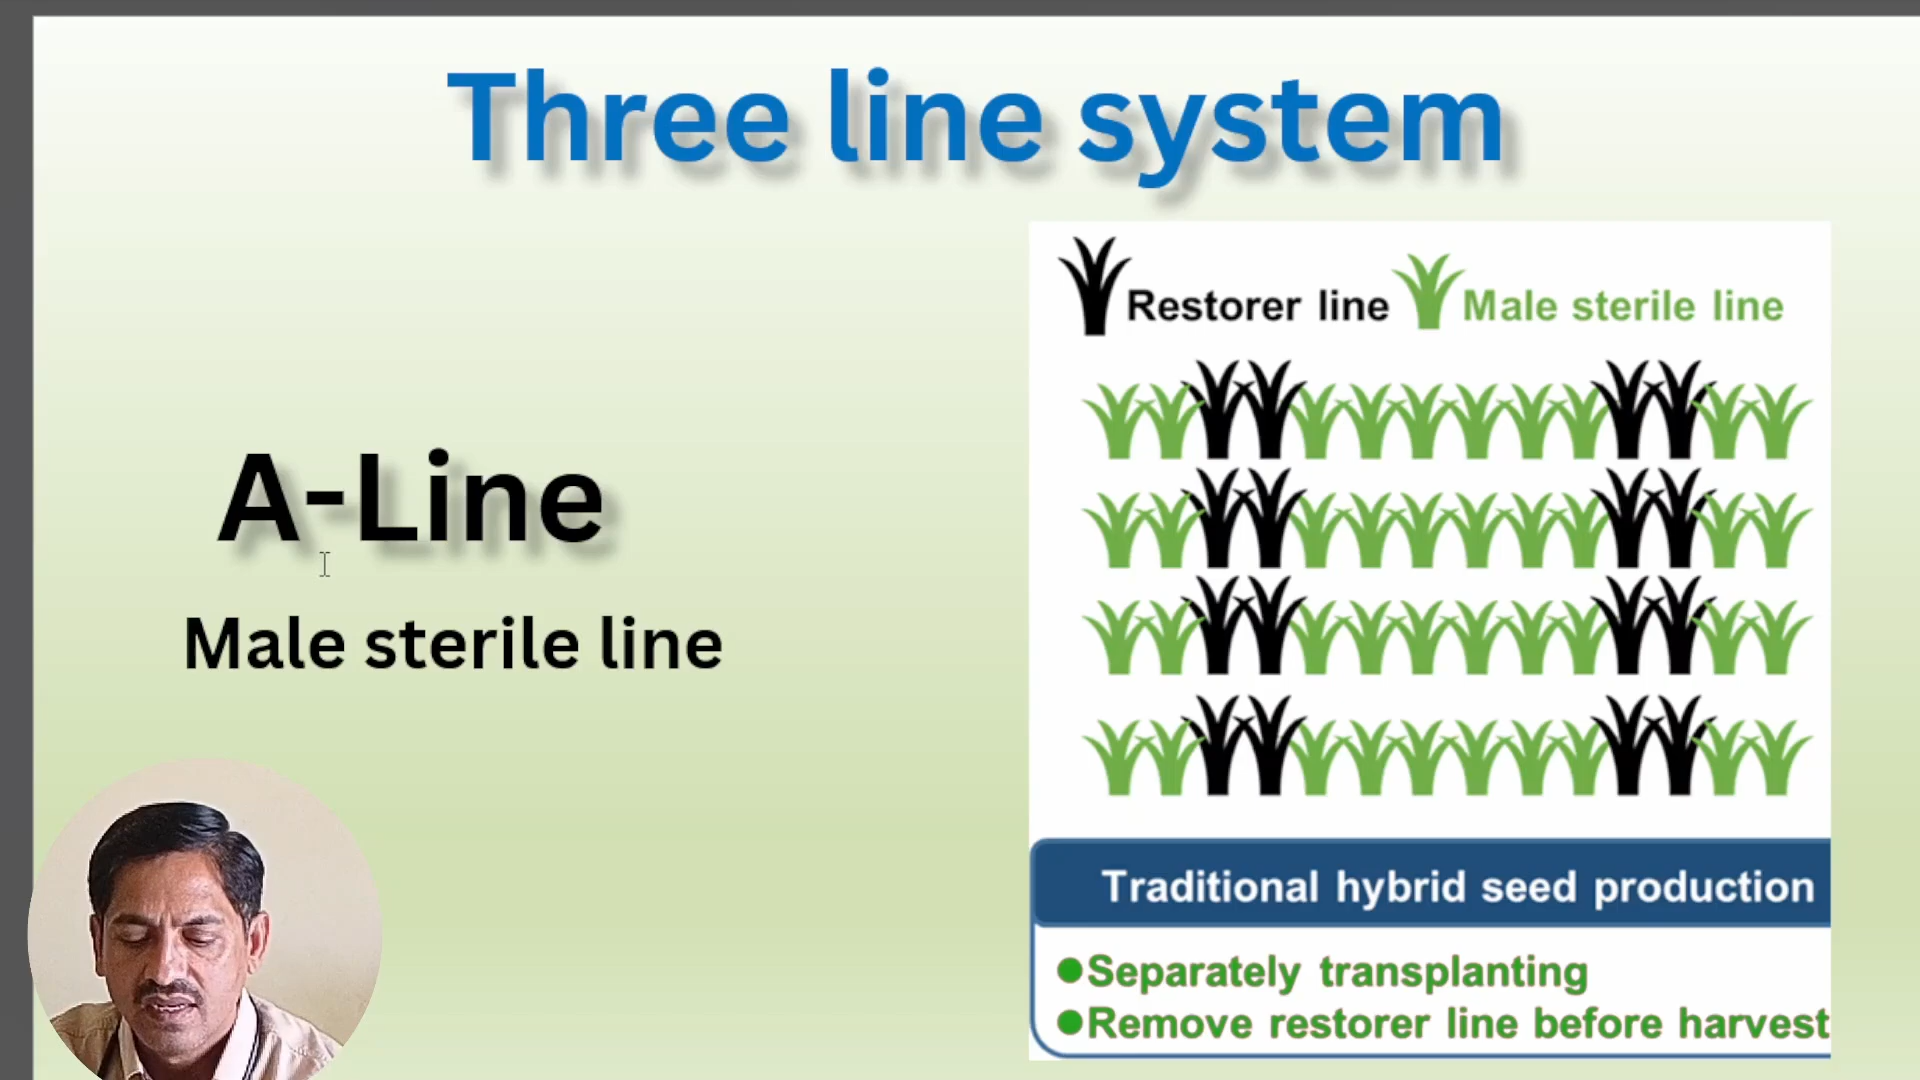 Three line system
A-Line
Male sterile line
Restorer line Male sterile line
Traditional hybrid seed production
●Separately transplanting
●Remove restorer line before harvest